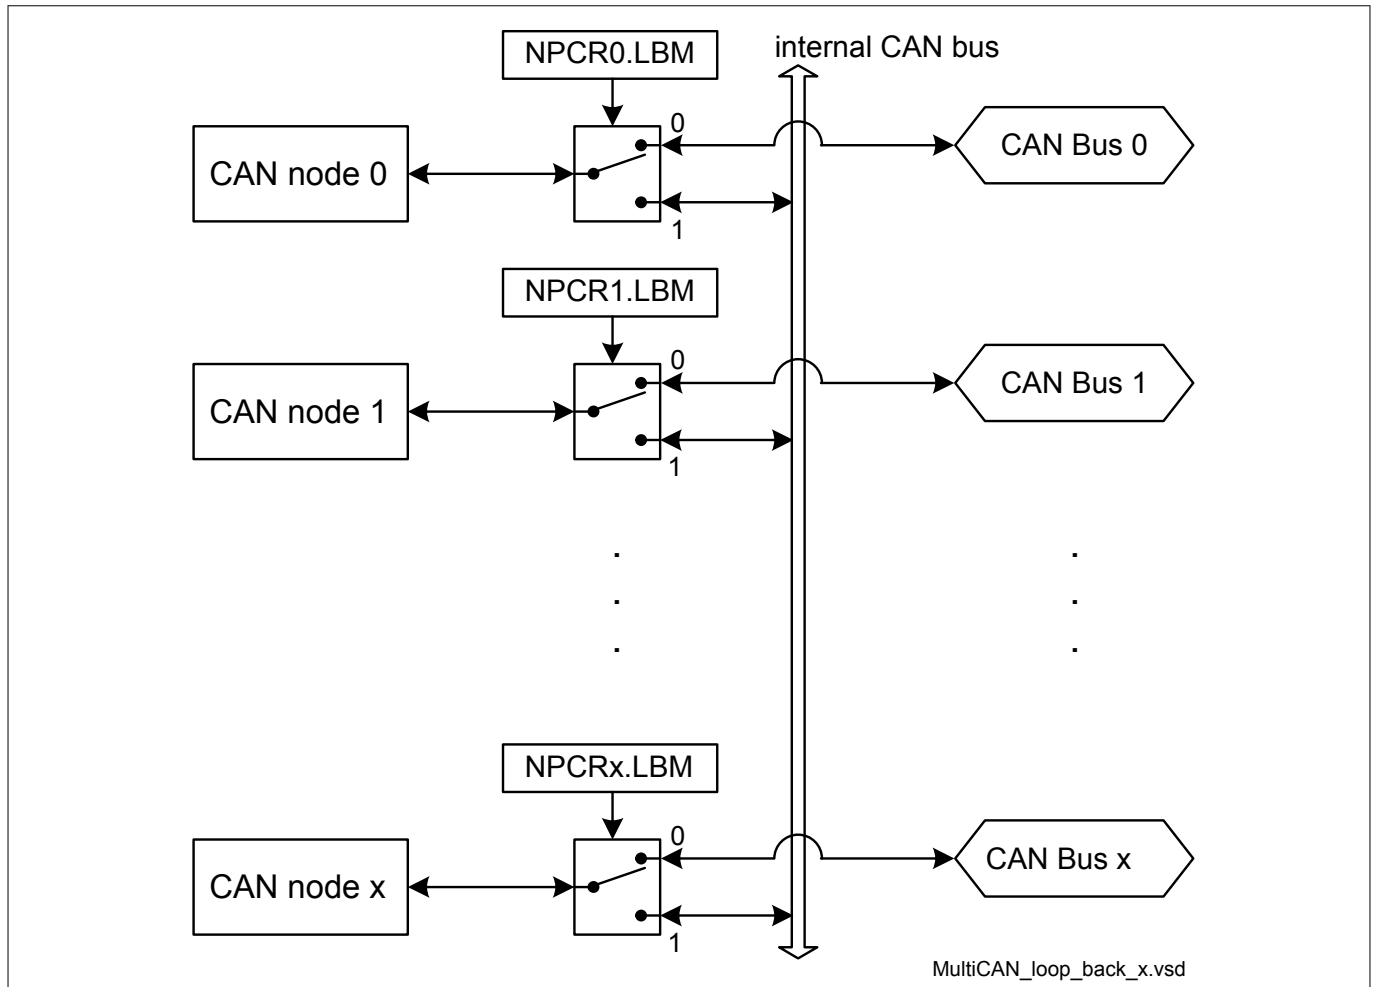 NPCR0.LBM
internal CAN bus
CAN node 0
0
1
CAN Bus 0
NPCR1.LBM
CAN node 1
0
1
CAN Bus 1
.
.
.
.
.
.
NPCRx.LBM
CAN node x
0
1
CAN Bus x
MultiCAN_loop_back_x.vsd